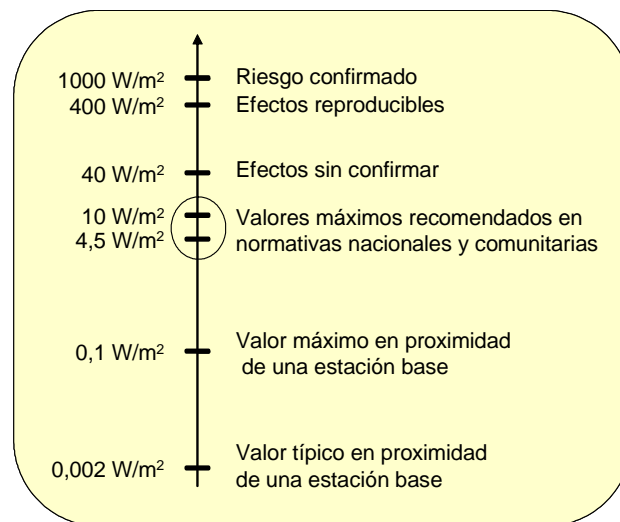 1000 W/m² Riesgo confirmado
400 W/m² Efectos reproducibles
40 W/m² Efectos sin confirmar
10 W/m² Valores máximos recomendados en
4,5 W/m² normativas nacionales y comunitarias
0,1 W/m² Valor máximo en proximidad
de una estación base
0,002 W/m² Valor típico en proximidad
de una estación base